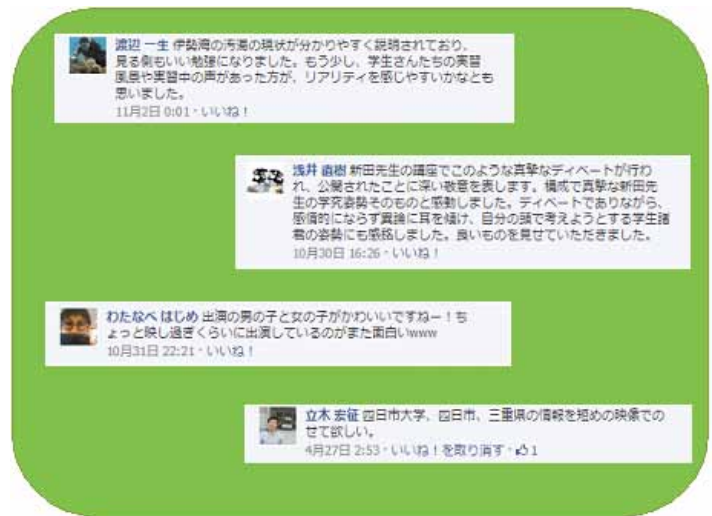 渡辺 一生 伊勢湾の汚濁の現状が分かりやすく説明されており、
見る側もいい勉強になりました。もう少し、学生さんたちの実習
風景や実習中の声があった方が、リアリティを感じやすいかなとも
思いました。
11月2日 0:01・いいね!
浅井 直樹 新田先生の講座でこのような真摯なディベートが行わ
れ、公開されたことに深い敬意を表します。構成で真摯な新田先
生の学究姿勢そのものと感動しました。ディベートでありながら、
感情的にならず異論に耳を傾け、自分の頭で考えようとする学生諸
君の姿勢にも感銘しました。良いものを見せていただきました。
10月30日 16:26・いいね!
わたなべ はじめ 出演の男の子と女の子がかわいいですねー!ち
ょっと映し過ぎくらいに出演しているのがまた面白いwww
10月31日 22:21・いいね!
立木 宏征 四日市大学、四日市、三重県の情報を短めの映像での
せて欲しい。
4月27日 2:53・いいね!を取り消す・1